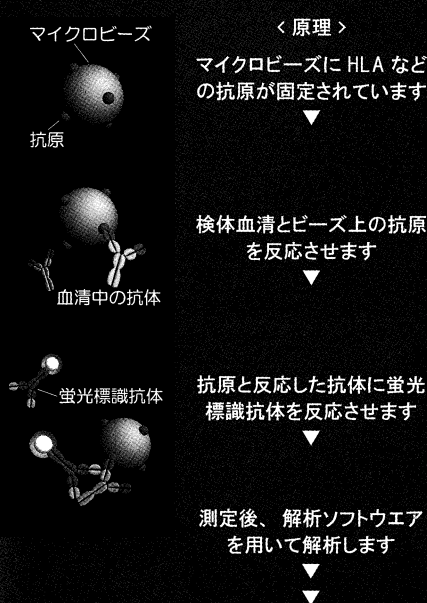 マイクロビーズ
抗原
血清中の抗体
蛍光標識抗体
< 原理 >
マイクロビーズに HLA など
の抗原が固定されています
▼
検体血清とビーズ上の抗原
を反応させます
▼
抗原と反応した抗体に蛍光
標識抗体を反応させます
▼
測定後、解析ソフトウエア
を用いて解析します
▼
▼